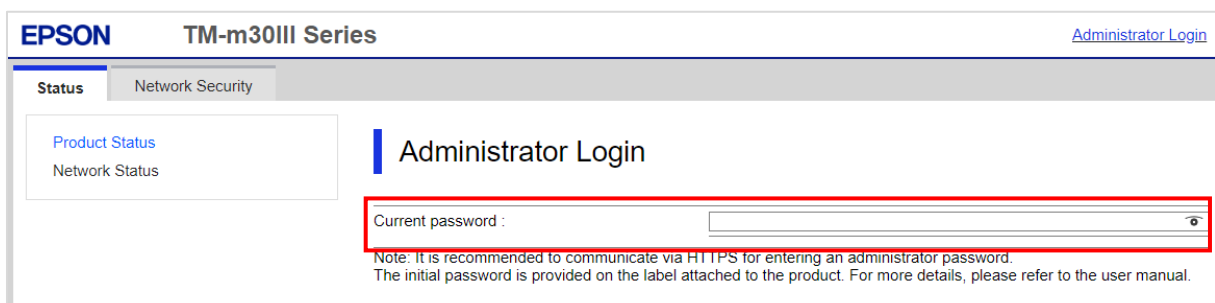 EPSON TM-m30III Series Administrator Login
Status Network Security
Product Status
Network Status
Administrator Login
Current password :
Note: It is recommended to communicate via HTTPS for entering an administrator password.
The initial password is provided on the label attached to the product. For more details, please refer to the user manual.